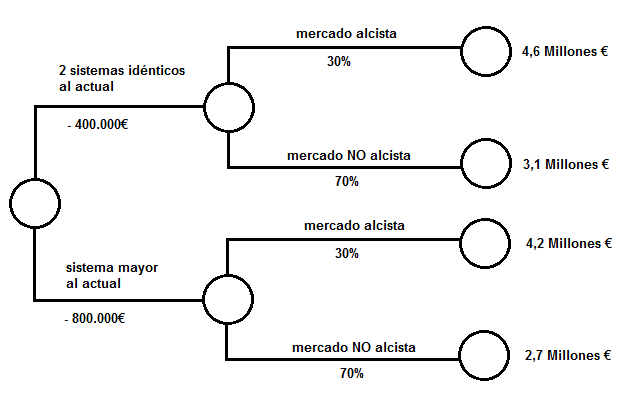 mercado alcista
30%
4,6 Millones €
2 sistemas idénticos
al actual
- 400.000€
mercado NO alcista
70%
3,1 Millones €
mercado alcista
30%
4,2 Millones €
sistema mayor
al actual
- 800.000€
mercado NO alcista
70%
2,7 Millones €